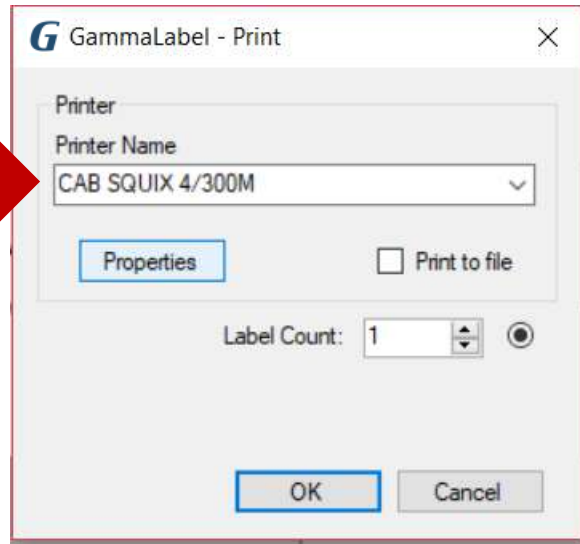 G GammaLabel - Print
Printer
Printer Name
CAB SQUIX 4/300M
Properties
Print to file
Label Count: 1
OK
Cancel